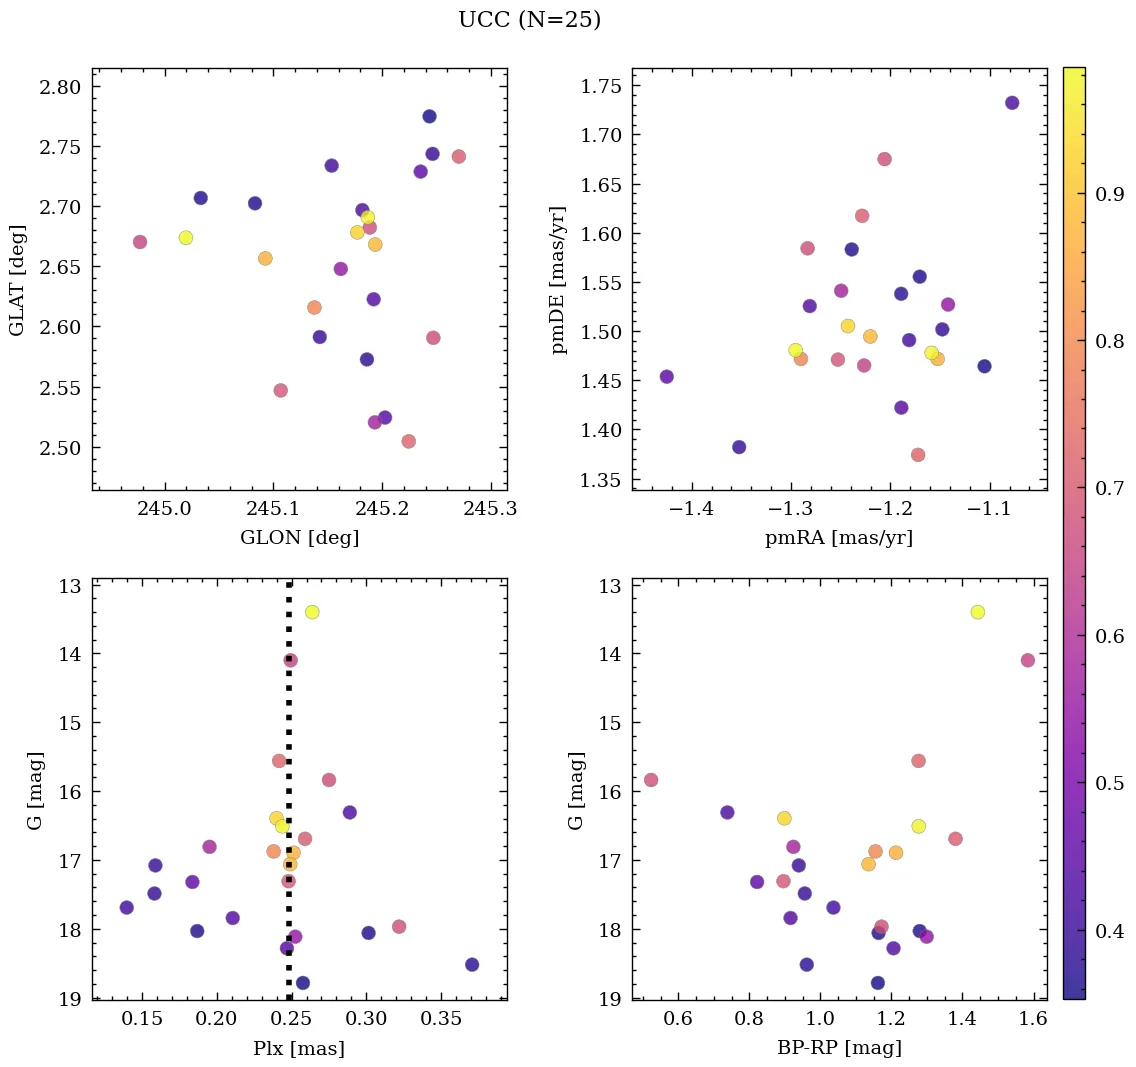 UCC (N=25)
2.80
2.75
2.70
2.65
2.60
2.55
2.50
GLAT [deg]
245.0 245.1 245.2 245.3
GLON [deg]
1.75
1.70
1.65
1.60
1.55
1.50
1.45
1.40
1.35
pmDE [mas/yr]
−1.4 −1.3 −1.2 −1.1
pmRA [mas/yr]
13
14
15
16
17
18
19
G [mag]
0.15 0.20 0.25 0.30 0.35
Plx [mas]
13
14
15
16
17
18
19
G [mag]
0.6 0.8 1.0 1.2 1.4 1.6
BP-RP [mag]
0.9
0.8
0.7
0.6
0.5
0.4